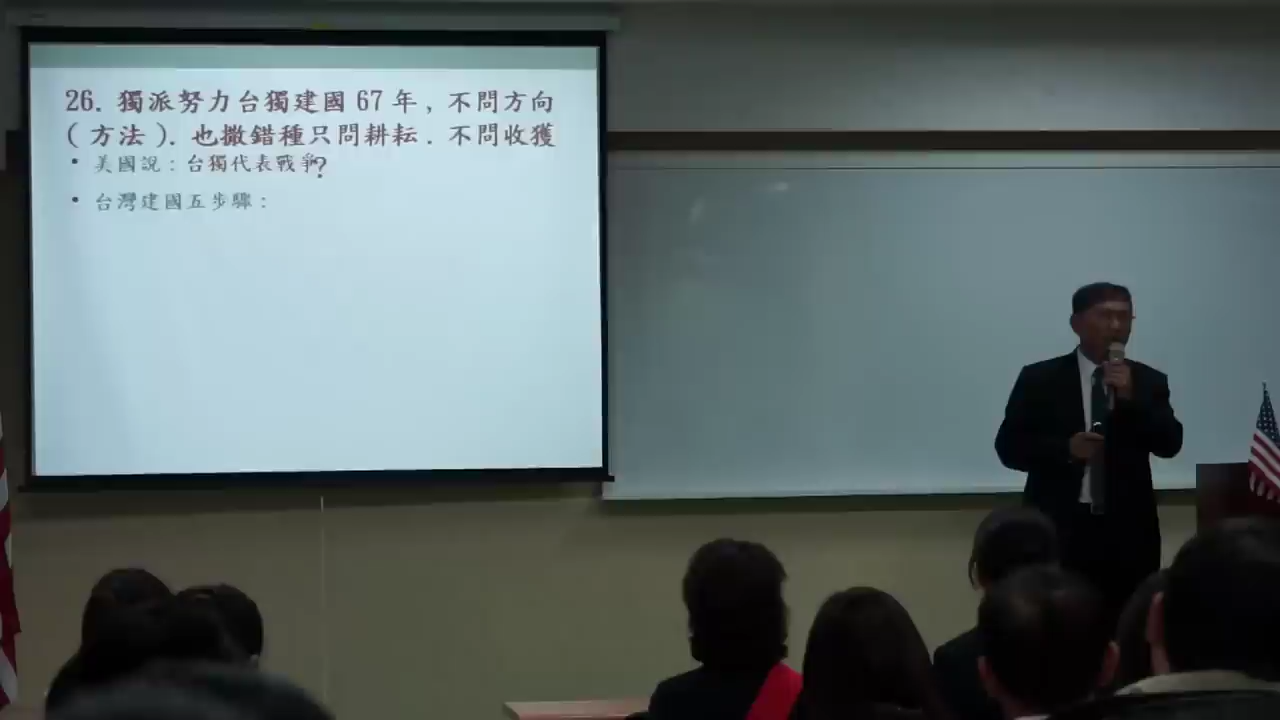 26. 獨派努力台獨建國 67 年, 不問方向
(方法). 也撒錯種只問耕耘. 不問收獲
• 美國說:台獨代表戰爭?
• 台灣建國五步驟: